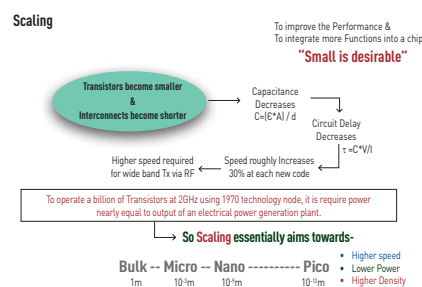 Scaling
To improve the Performance &
To integrate more Functions into a chip
"Small is desirable"
Transistors become smaller
&
Interconnects become shorter
Capacitance
Decreases
C=(Є*A) / d
Circuit Delay
Decreases
τ =C*V/I
Speed roughly Increases
30% at each new code
Higher speed required
for wide band Tx via RF
To operate a billion of Transistors at 2GHz using 1970 technology node, it is require power
nearly equal to output of an electrical power generation plant.
So Scaling essentially aims towards-
Bulk -- Micro -- Nano ---------- Pico
1m 10⁻³m 10⁻⁹m 10⁻¹²m
• Higher speed
• Lower Power
• Higher Density